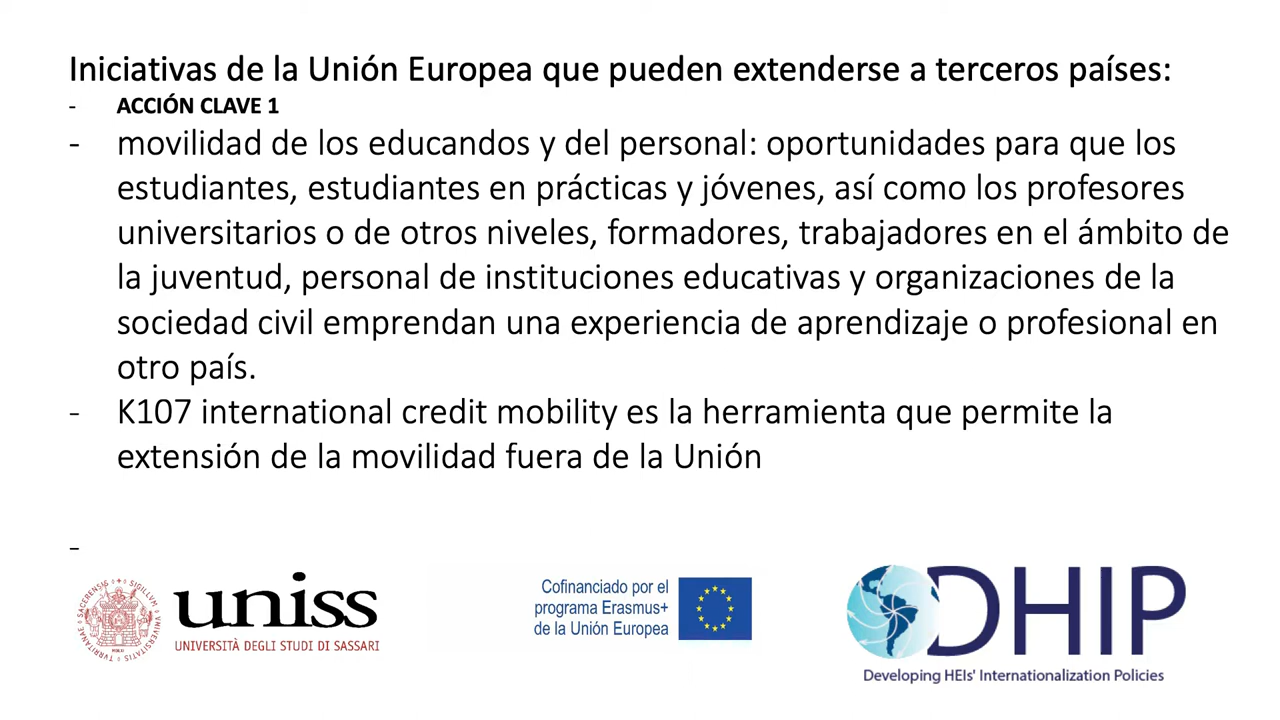 Iniciativas de la Unión Europea que pueden extenderse a terceros países:
- ACCIÓN CLAVE 1
- movilidad de los educandos y del personal: oportunidades para que los
estudiantes, estudiantes en prácticas y jóvenes, así como los profesores
universitarios o de otros niveles, formadores, trabajadores en el ámbito de
la juventud, personal de instituciones educativas y organizaciones de la
sociedad civil emprendan una experiencia de aprendizaje o profesional en
otro país.
- K107 international credit mobility es la herramienta que permite la
extensión de la movilidad fuera de la Unión
-
uniss
UNIVERSITÀ DEGLI STUDI DI SASSARI
Cofinanciado por el
programa Erasmus+
de la Unión Europea
DHIP
Developing HEIs' Internationalization Policies